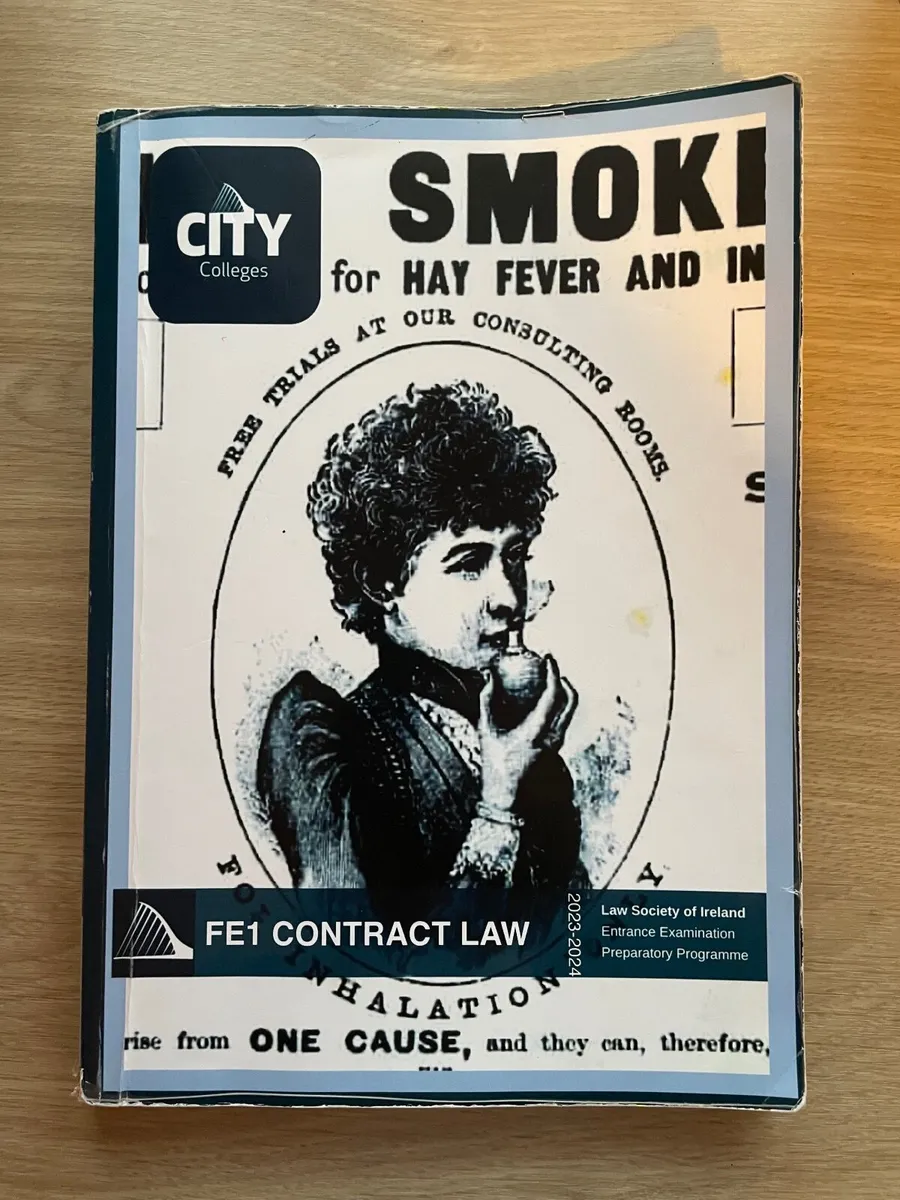 SMOKE
CITY
Colleges
for HAY FEVER AND IN
FREE TRIALS AT OUR CONSULTING ROOMS.
FE1 CONTRACT LAW
2023-2024
Law Society of Ireland
Entrance Examination
Preparatory Programme
INHALATION
rise from ONE CAUSE, and they can, therefore,